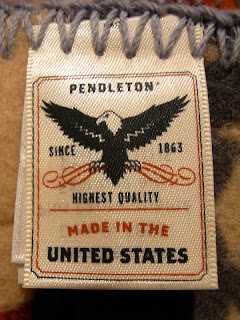 PENDLETON®
SINCE 1863
HIGHEST QUALITY
MADE IN THE
UNITED STATES